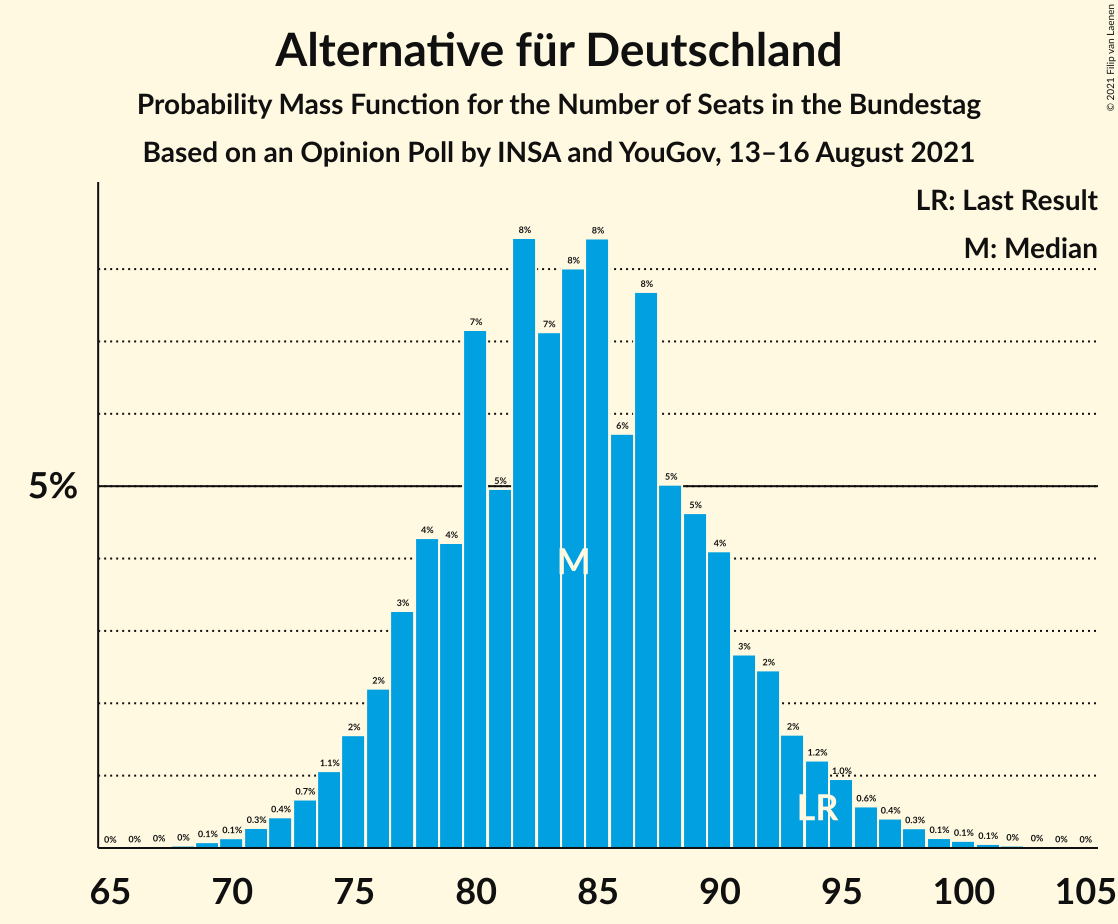 Alternative für Deutschland
Probability Mass Function for the Number of Seats in the Bundestag
Based on an Opinion Poll by INSA and YouGov, 13–16 August 2021
© 2021 Filip van Laenen
LR: Last Result
M: Median
5%
0% 0% 0% 0% 0.1% 0.1% 0.3% 0.4% 0.7% 1.1% 2% 2% 3% 4% 4% 7% 5% 8% 7% 8% 8% 6% 8% 5% 5% 4% 3% 2% 2% 1.2% 1.0% 0.6% 0.4% 0.3% 0.1% 0.1% 0.1% 0% 0% 0% 0%
M
LR
65 70 75 80 85 90 95 100 105